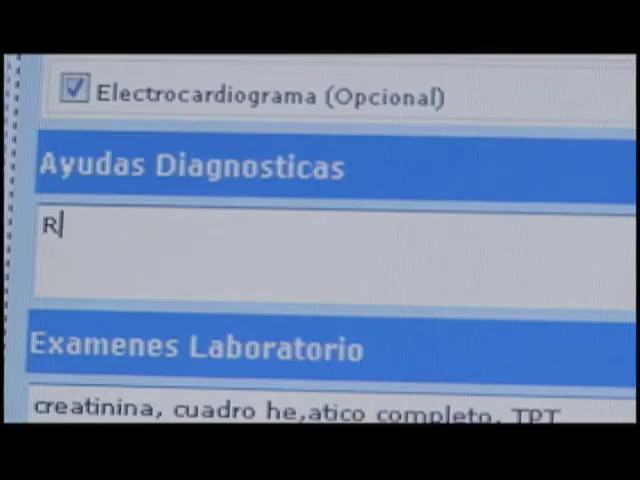 Electrocardiograma (Opcional)
Ayudas Diagnosticas
R
Examenes Laboratorio
creatinina, cuadro he,atico completo, TPT